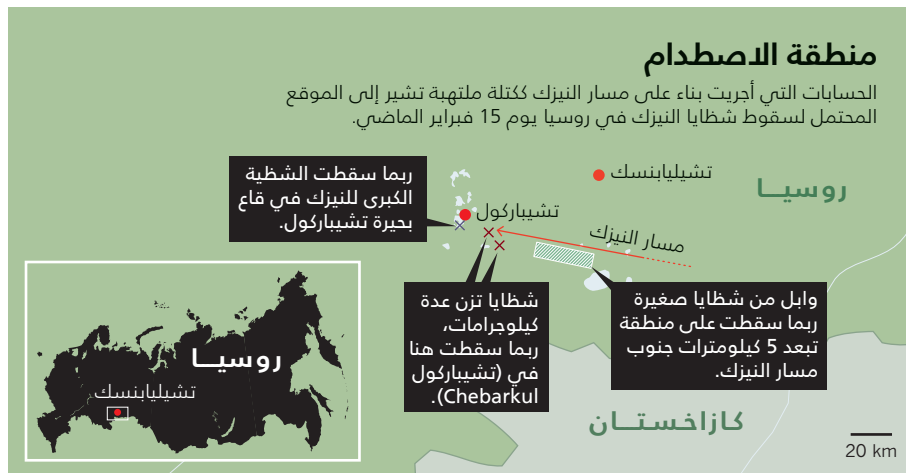 منطقة الاصطدام
الحسابات التي أجريت بناء على مسار النيزك ككتلة ملتهبة تشير إلى الموقع
المحتمل لسقوط شظايا النيزك في روسيا يوم 15 فبراير الماضي.
ربما سقطت الشظية
الكبرى للنيزك في قاع
بحيرة تشيباركول.
تشيليابنسك
روسيــا
تشيباركول
مسار النيزك
شظايا تزن عدة
كيلوجرامات،
ربما سقطت هنا
في (تشيباركول
Chebarkul).
وابل من شظايا صغيرة
ربما سقطت على منطقة
تبعد 5 كيلومترات جنوب
مسار النيزك.
روسيــا
تشيليابنسك
كازاخستــان
20 km